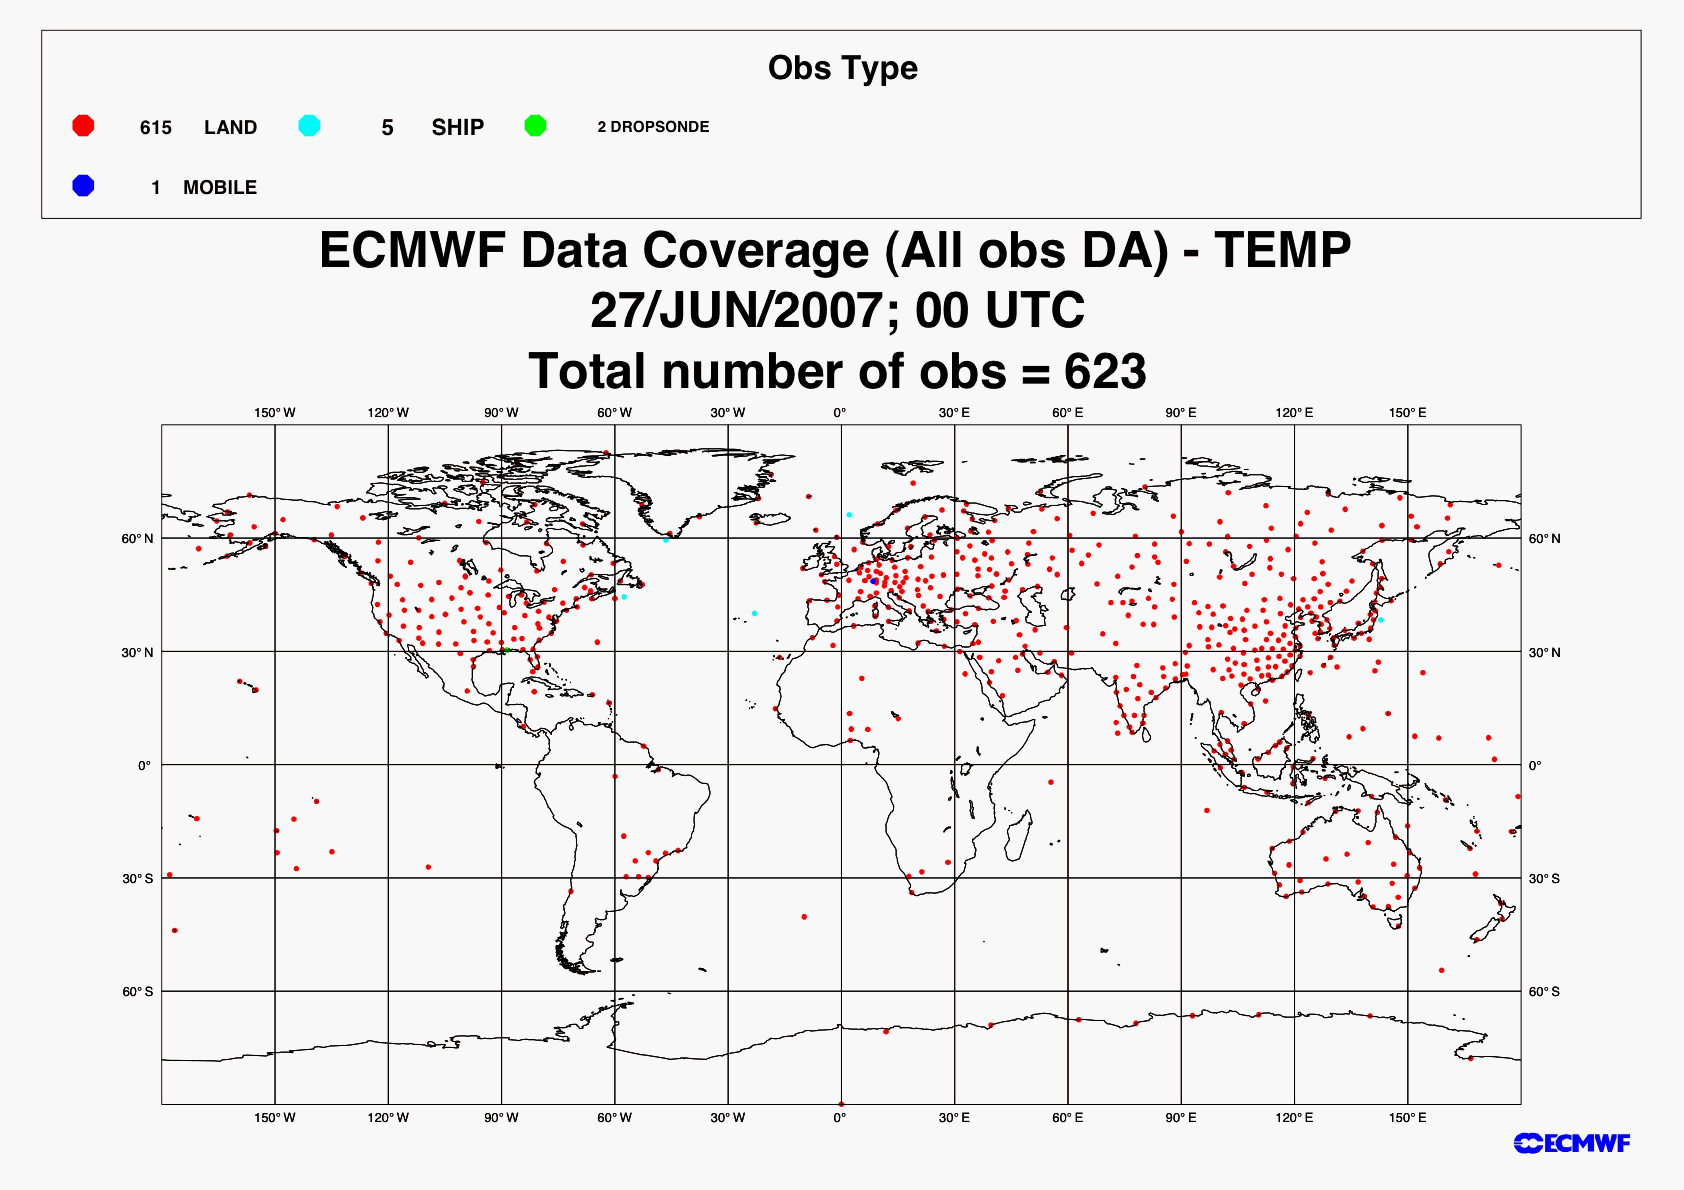 Obs Type
615 LAND 5 SHIP 2 DROPSONDE
1 MOBILE
ECMWF Data Coverage (All obs DA) - TEMP
27/JUN/2007; 00 UTC
Total number of obs = 623
150°W 120°W 90°W 60°W 30°W 0° 30°E 60°E 90°E 120°E 150°E
60°N 60°N
30°N 30°N
0° 0°
30°S 30°S
60°S 60°S
150°W 120°W 90°W 60°W 30°W 0° 30°E 60°E 90°E 120°E 150°E
ECMWF